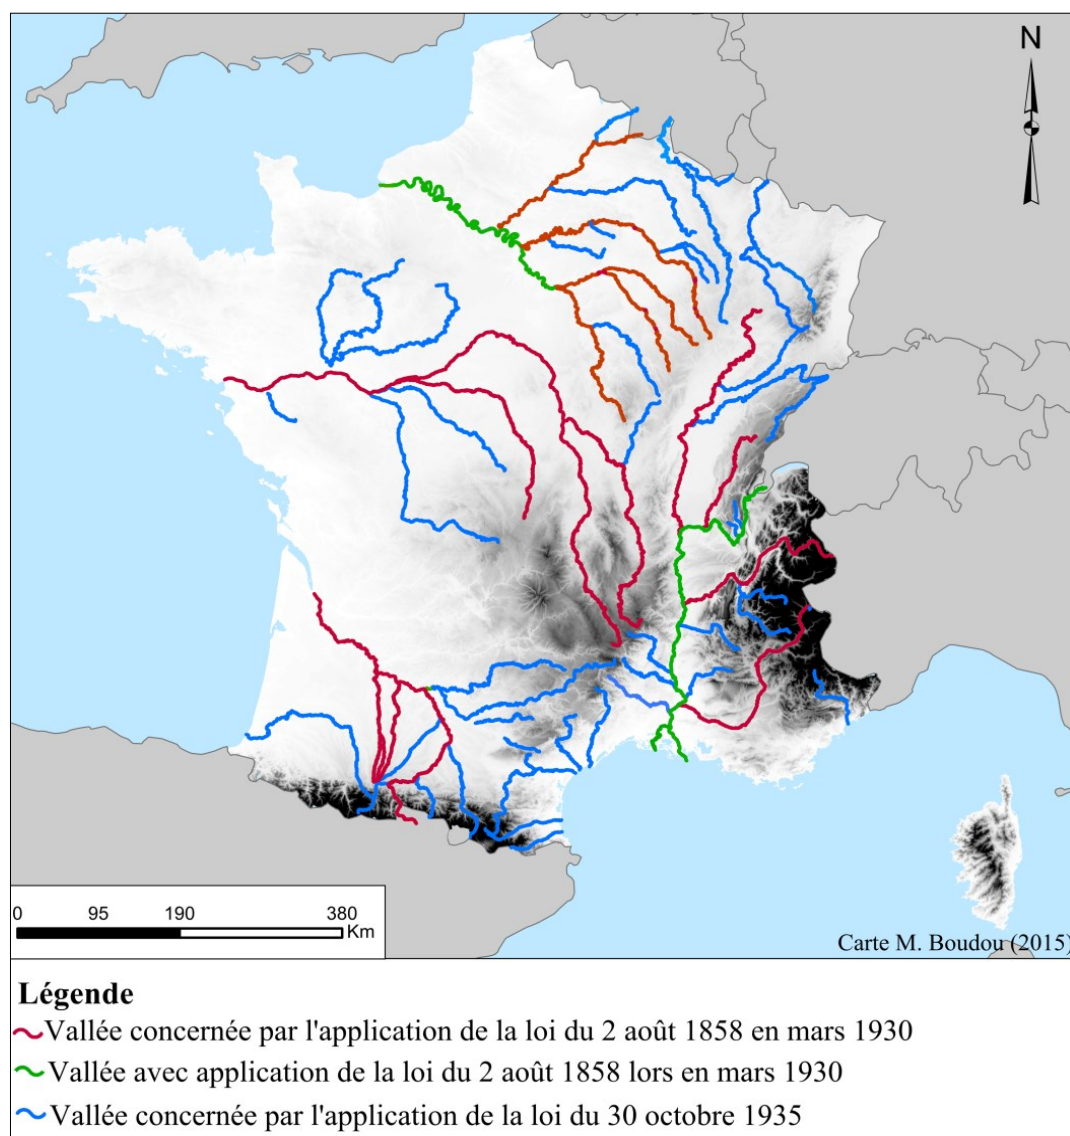 N
0 95 190 380
Km
Carte M. Boudou (2015)
Légende
Vallée concernée par l'application de la loi du 2 août 1858 en mars 1930
Vallée avec application de la loi du 2 août 1858 lors en mars 1930
Vallée concernée par l'application de la loi du 30 octobre 1935